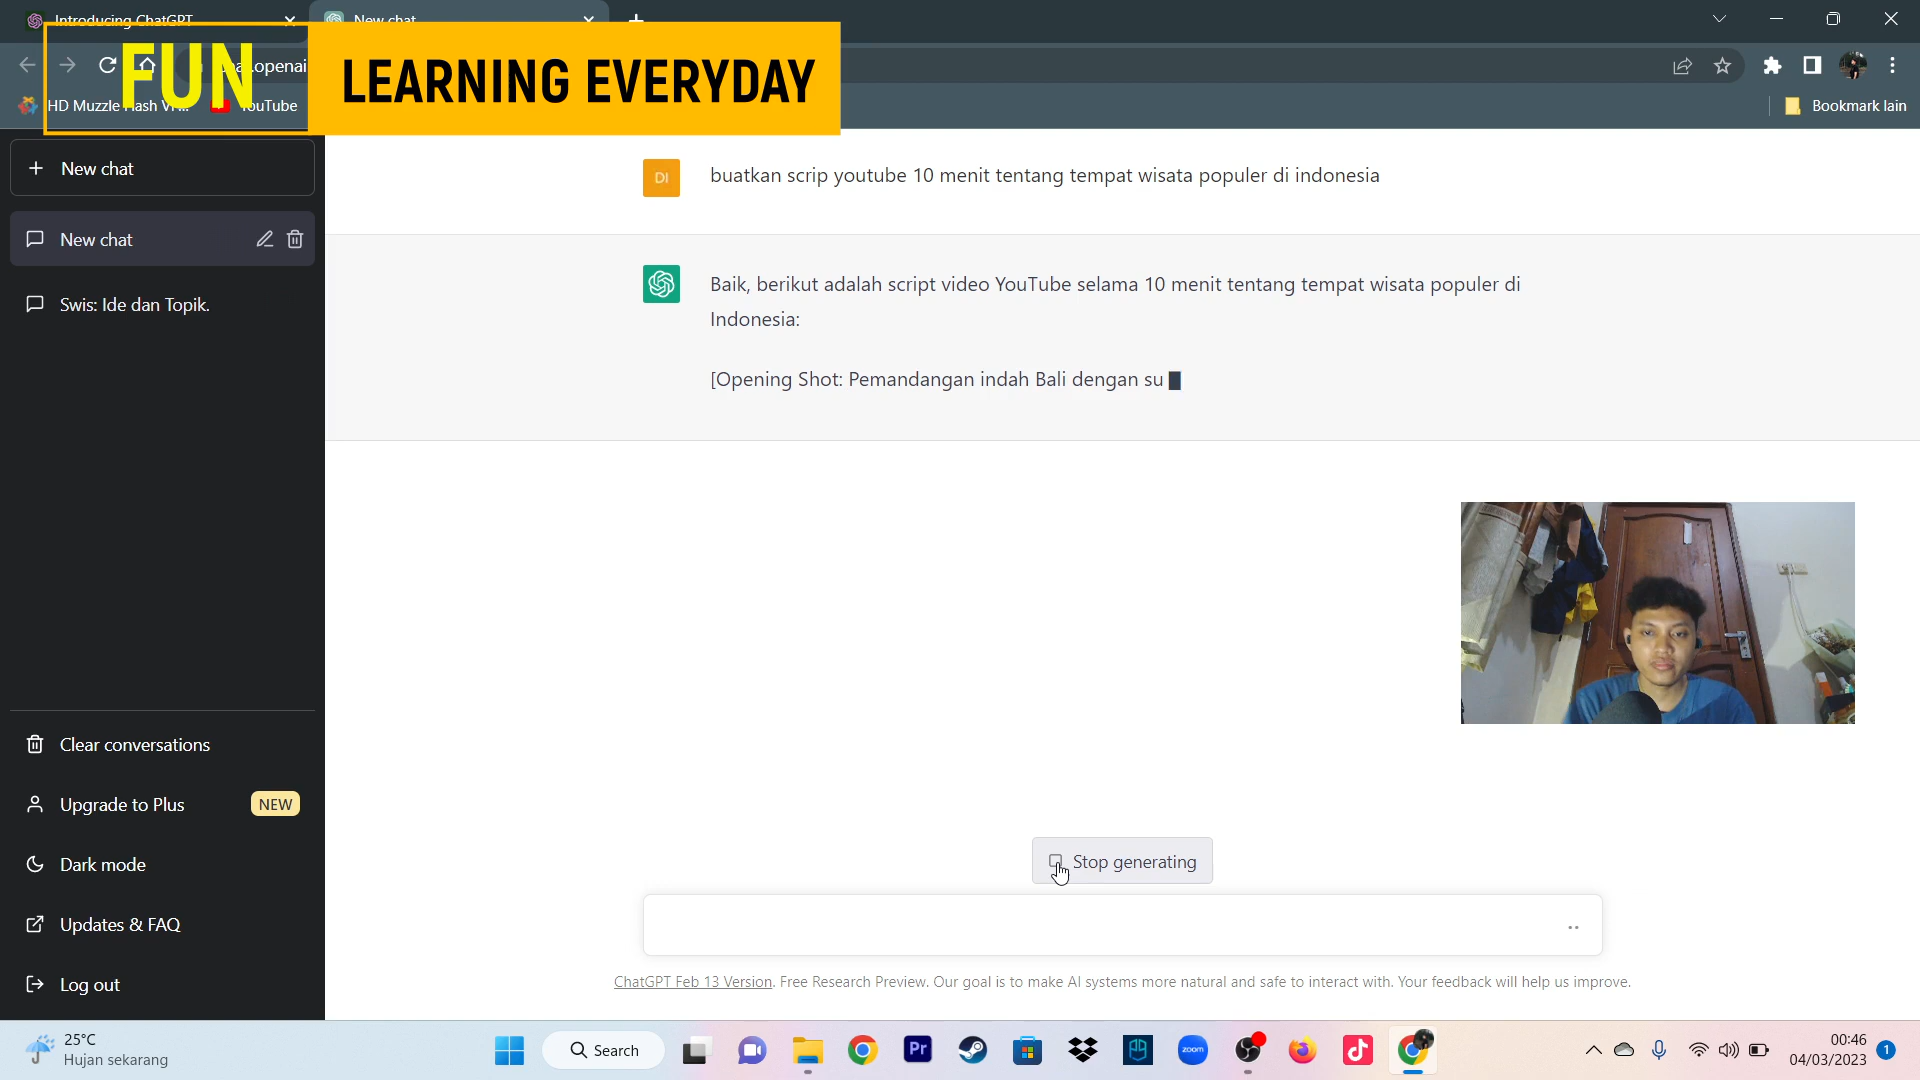 Introducing ChatGPT
New chat
FUN
LEARNING EVERYDAY
.openai
HD Muzzle
YouTube
Bookmark lain
New chat
New chat
Swis: Ide dan Topik.
DI
buatkan scrip youtube 10 menit tentang tempat wisata populer di indonesia
Baik, berikut adalah script video YouTube selama 10 menit tentang tempat wisata populer di
Indonesia:
[Opening Shot: Pemandangan indah Bali dengan su
Clear conversations
Upgrade to Plus NEW
Dark mode
Updates & FAQ
Log out
Stop generating
ChatGPT Feb 13 Version. Free Research Preview. Our goal is to make AI systems more natural and safe to interact with. Your feedback will help us improve.
25°C
Hujan sekarang
Search
Pr
zoom
00:46
04/03/2023
1